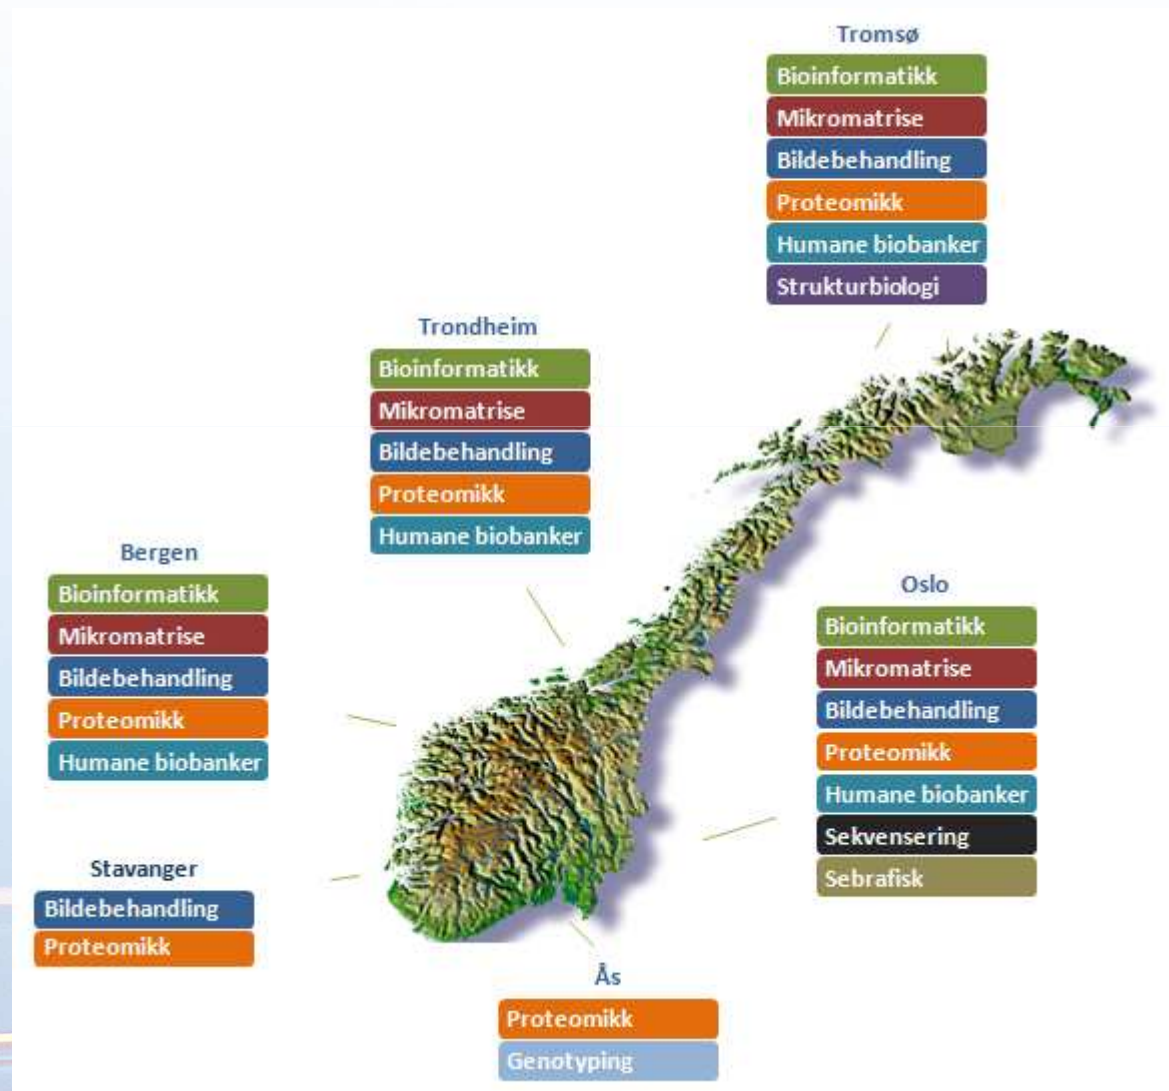 Tromsø
Bioinformatikk
Mikromatrise
Bildebehandling
Proteomikk
Humane biobanker
Strukturbiologi
Trondheim
Bioinformatikk
Mikromatrise
Bildebehandling
Proteomikk
Humane biobanker
Bergen
Bioinformatikk
Mikromatrise
Bildebehandling
Proteomikk
Humane biobanker
Oslo
Bioinformatikk
Mikromatrise
Bildebehandling
Proteomikk
Humane biobanker
Sekvensering
Sebrafisk
Stavanger
Bildebehandling
Proteomikk
Ås
Proteomikk
Genotyping